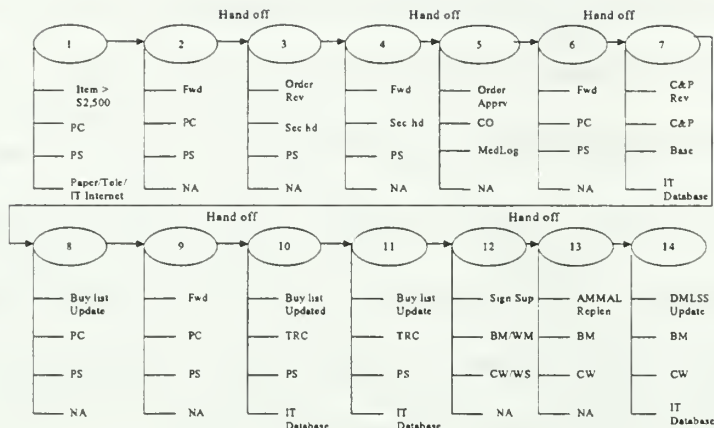 Hand off Hand off Hand off
1 2 3 4 5 6 7
Item > Fwd Order Fwd Order Fwd C&P
$2,500 Rev Apprv Rev
PC PC Sec hd Sec hd CO PC C&P
PS PS PS PS MedLog PS Base
Paper/Tele/ NA NA NA NA NA IT
IT Internet Database
Hand off Hand off
8 9 10 11 12 13 14
Buy list Fwd Buy list Buy list Sign Sup AMMAL DMLSS
Update Updated Update Replen Update
PC PC TRC TRC BM/WM BM BM
PS PS PS PS CW/WS CW CW
NA NA IT IT NA NA IT
Database Database Database